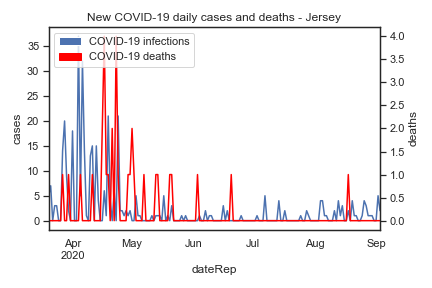 New COVID-19 daily cases and deaths - Jersey
COVID-19 infections
COVID-19 deaths
cases
35
30
25
20
15
10
5
0
4.0
3.5
3.0
2.5
2.0
1.5
1.0
0.5
0.0
deaths
Apr May Jun Jul Aug Sep
2020
dateRep